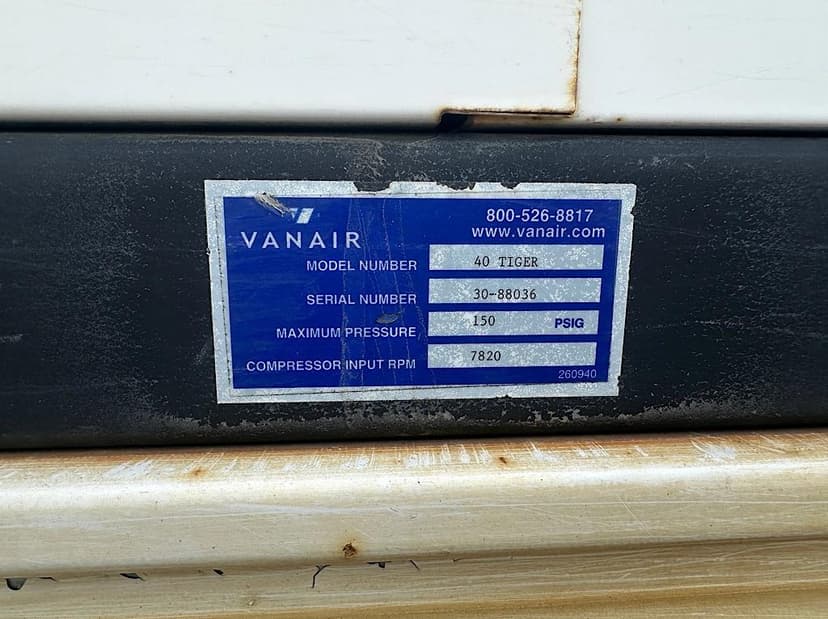 800-526-8817
VANAIR www.vanair.com
MODEL NUMBER 40 TIGER
SERIAL NUMBER 30-88036
MAXIMUM PRESSURE 150 PSIG
COMPRESSOR INPUT RPM 7820
260940